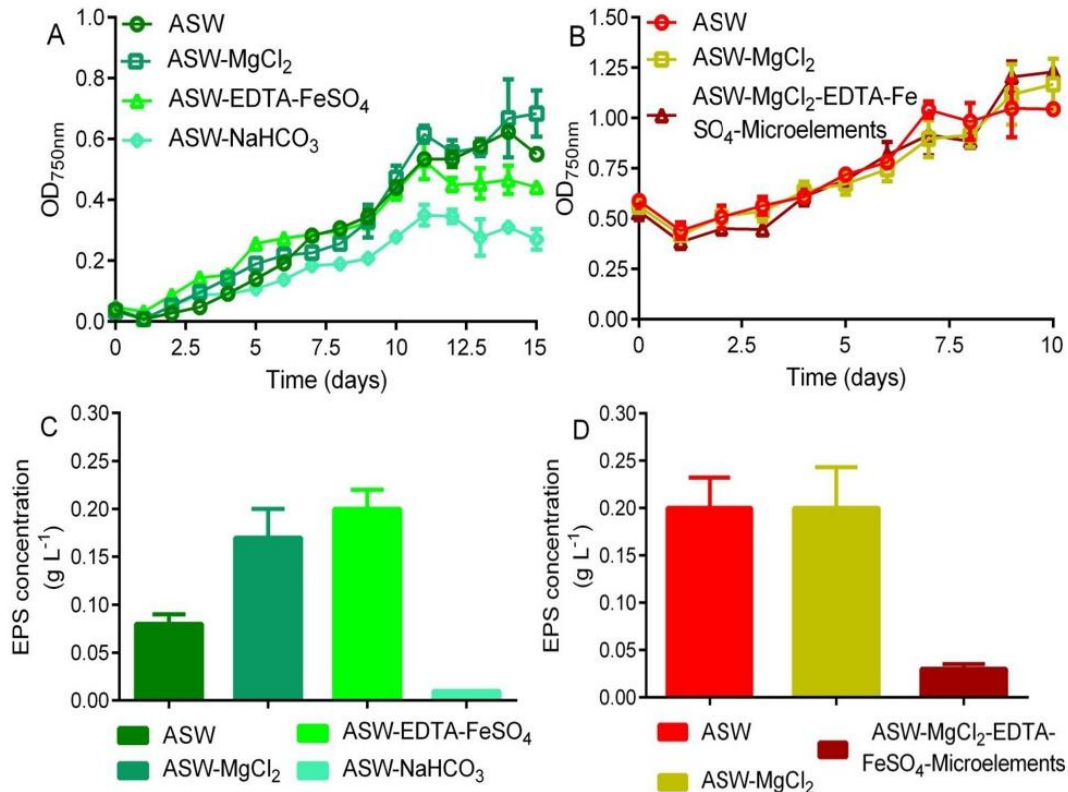 A
ASW
ASW-MgCl₂
ASW-EDTA-FeSO₄
ASW-NaHCO₃
OD750nm
1.0
0.8
0.6
0.4
0.2
0.0
0 2.5 5 7.5 10 12.5 15
Time (days)
B
ASW
ASW-MgCl₂
ASW-MgCl₂-EDTA-Fe
SO₄-Microelements
OD750nm
1.50
1.25
1.00
0.75
0.50
0.25
0.00
0 2.5 5 7.5 10
Time (days)
C
EPS concentration
(g L⁻¹)
0.30
0.25
0.20
0.15
0.10
0.05
0.00
ASW
ASW-MgCl₂
ASW-EDTA-FeSO₄
ASW-NaHCO₃
D
EPS concentration
(g L⁻¹)
0.30
0.25
0.20
0.15
0.10
0.05
0.00
ASW
ASW-MgCl₂
ASW-MgCl₂-EDTA-
FeSO₄-Microelements